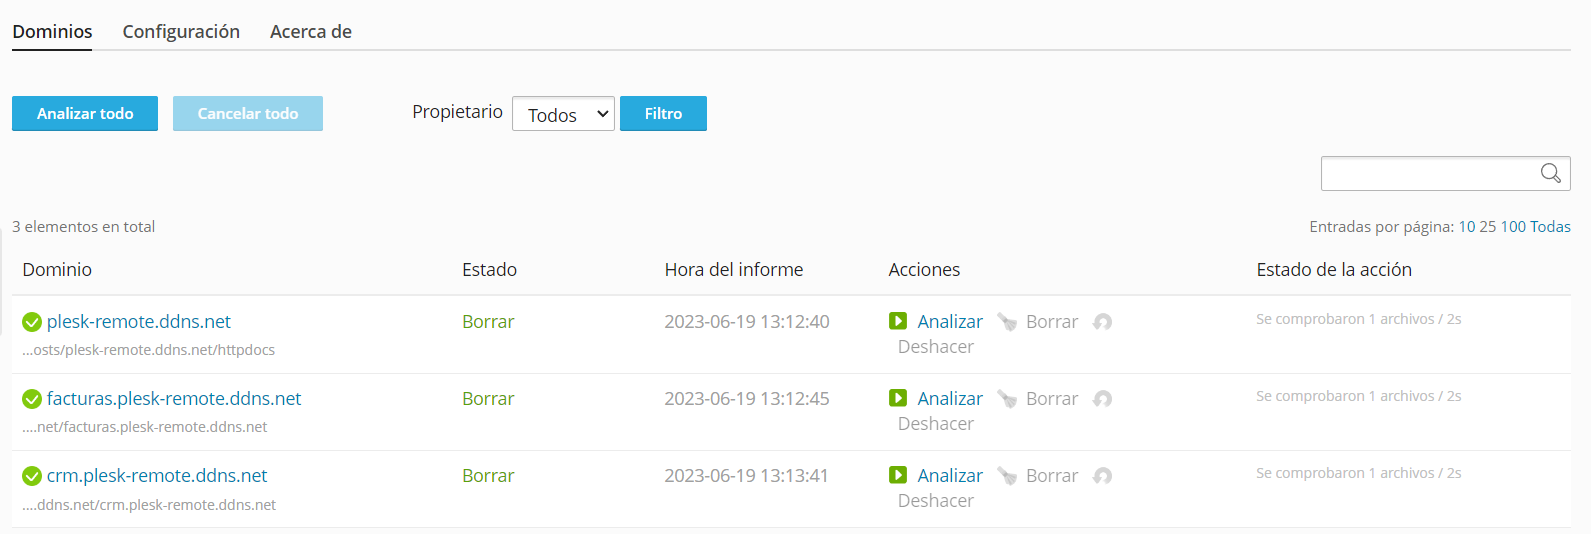 Dominios Configuración Acerca de
Analizar todo Cancelar todo Propietario Todos Filtro
3 elementos en total Entradas por página: 10 25 100 Todas
Dominio Estado Hora del informe Acciones Estado de la acción
plesk-remote.ddns.net Borrar 2023-06-19 13:12:40 Analizar Borrar Se comprobaron 1 archivos / 2s
...osts/plesk-remote.ddns.net/httpdocs Deshacer
facturas.plesk-remote.ddns.net Borrar 2023-06-19 13:12:45 Analizar Borrar Se comprobaron 1 archivos / 2s
....net/facturas.plesk-remote.ddns.net Deshacer
crm.plesk-remote.ddns.net Borrar 2023-06-19 13:13:41 Analizar Borrar Se comprobaron 1 archivos / 2s
....ddns.net/crm.plesk-remote.ddns.net Deshacer